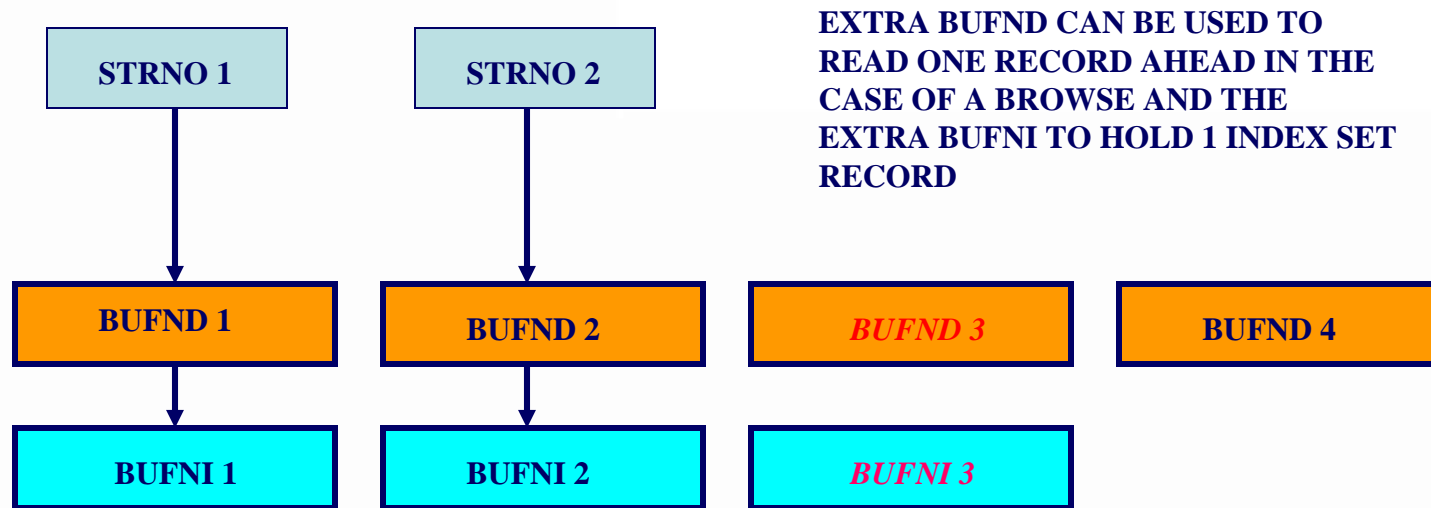 EXTRA BUFND CAN BE USED TO
READ ONE RECORD AHEAD IN THE
CASE OF A BROWSE AND THE
EXTRA BUFNI TO HOLD 1 INDEX SET
RECORD
STRNO 1
STRNO 2
BUFND 1
BUFND 2
BUFND 3
BUFND 4
BUFNI 1
BUFNI 2
BUFNI 3